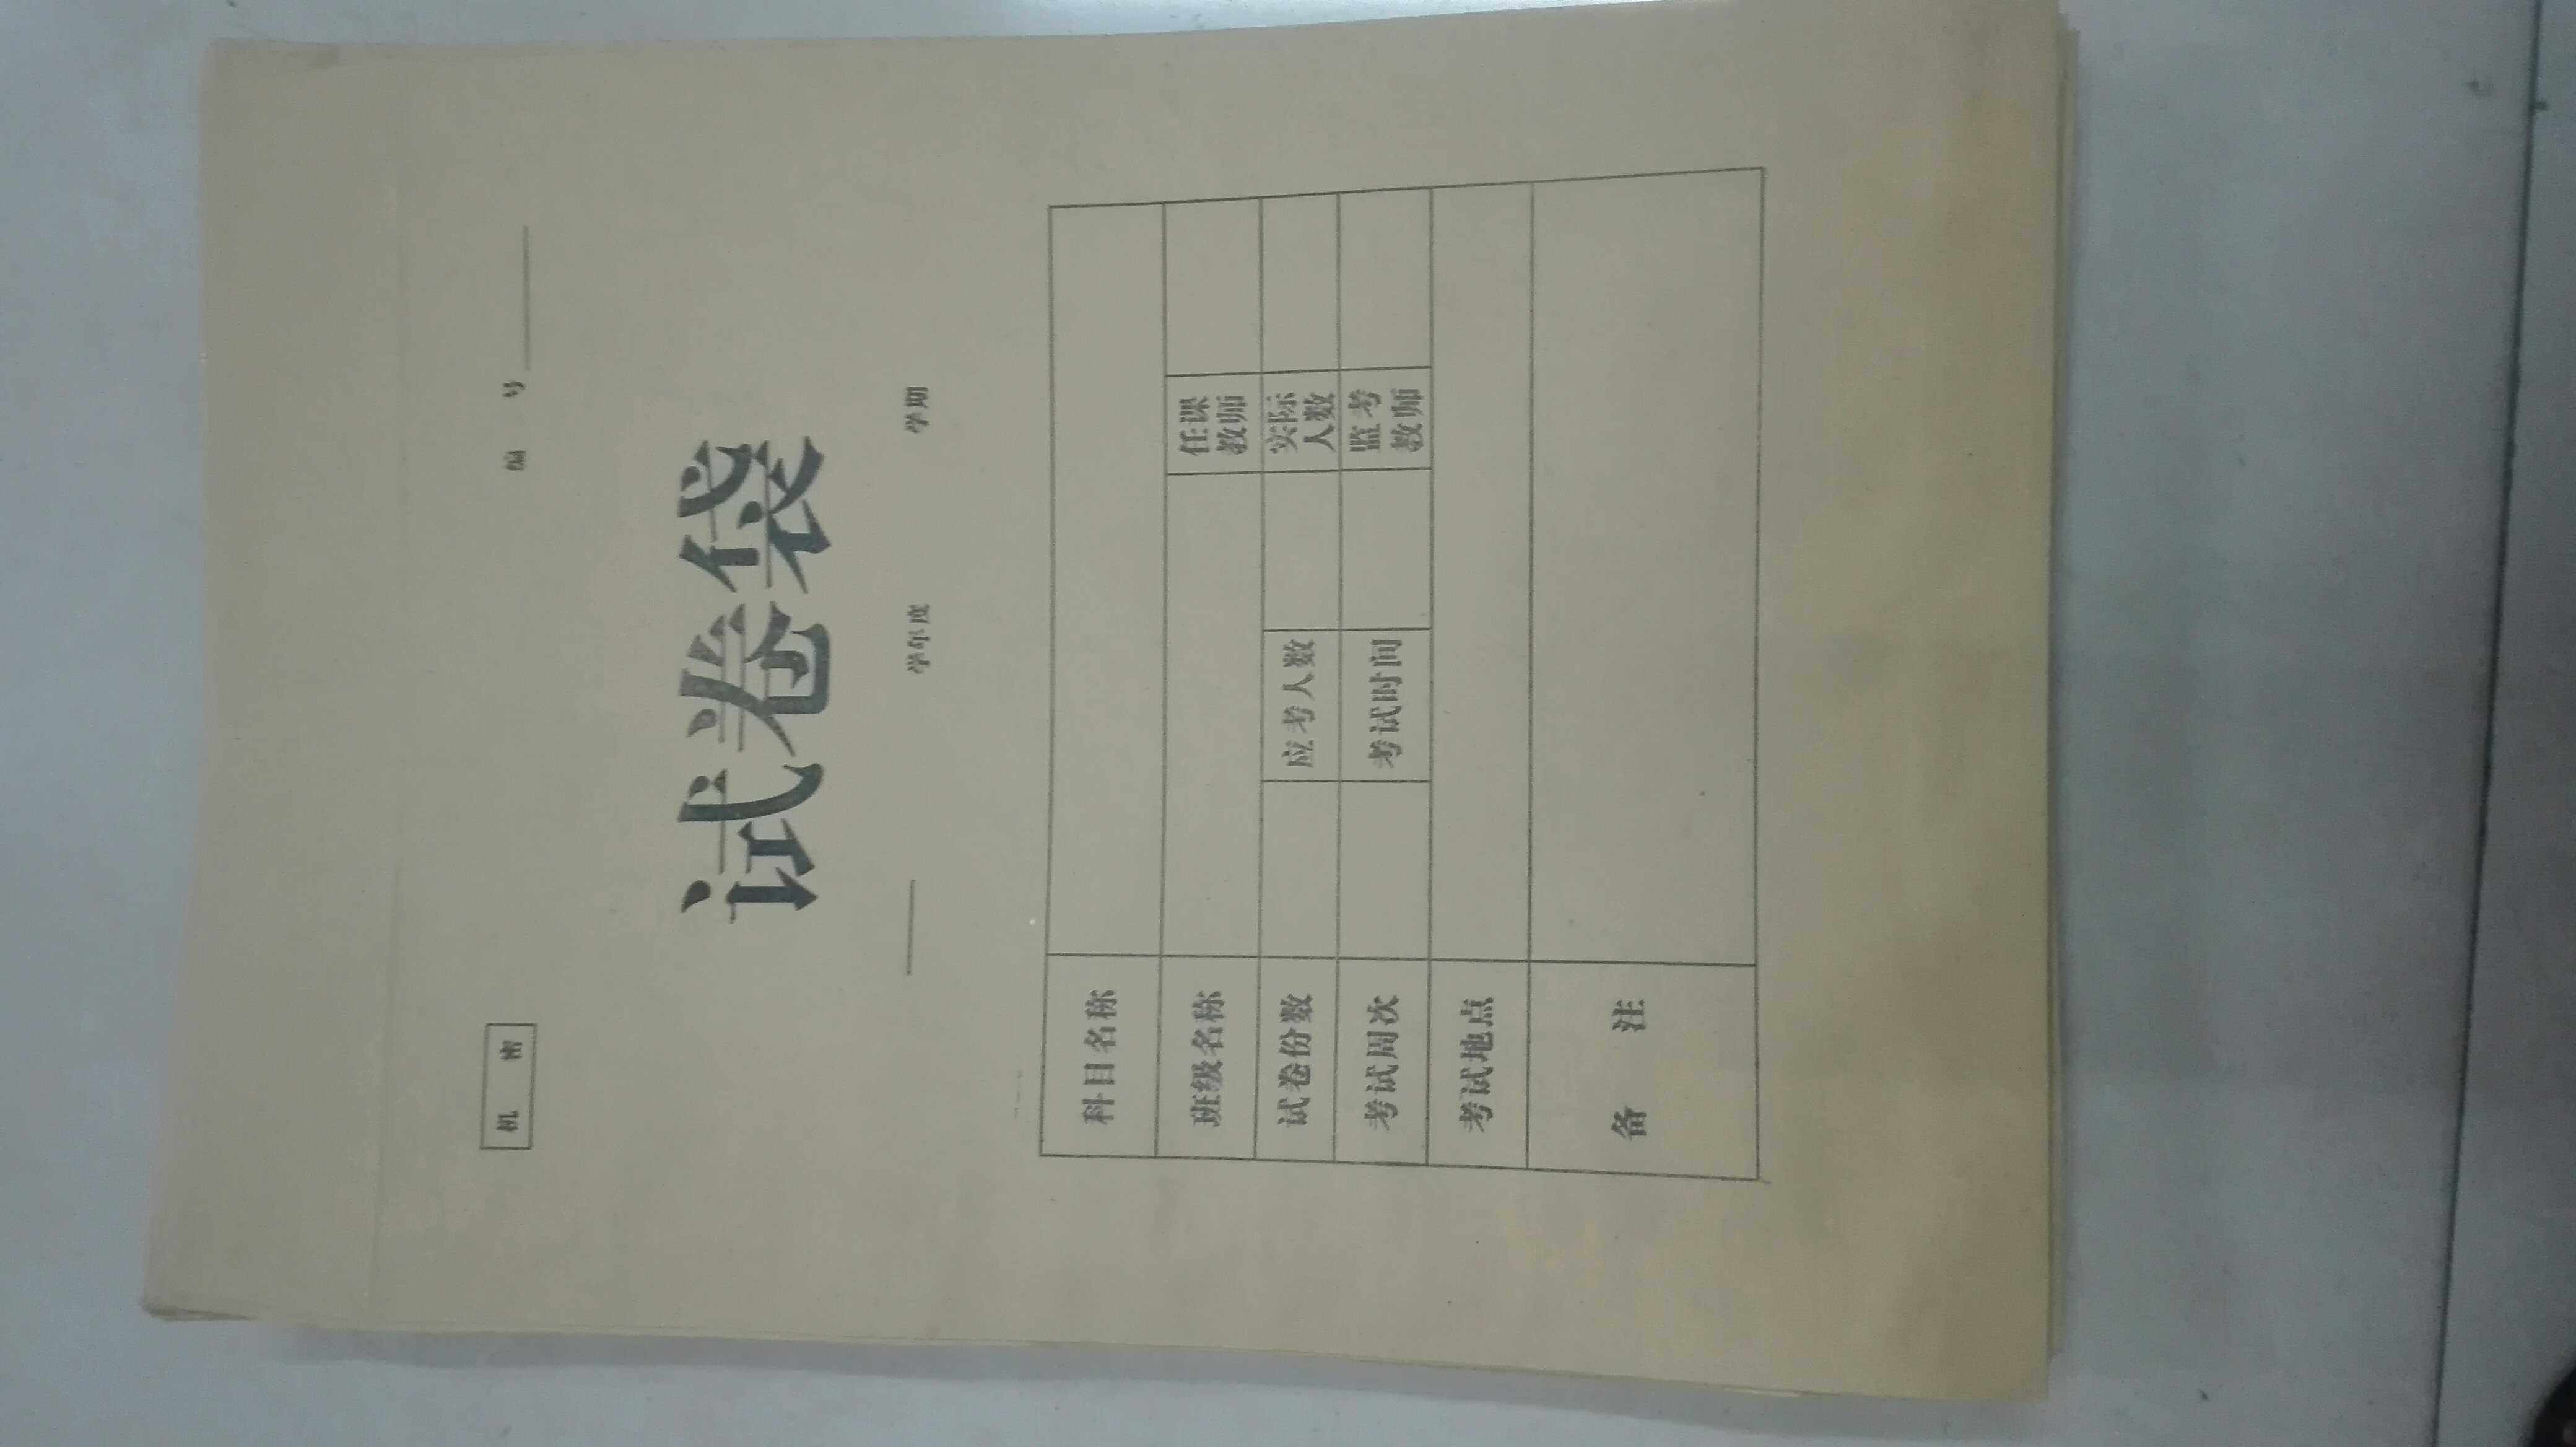 机 密
编 号
试卷袋
学年度 学期
科目名称
班级名称 任课教师
试卷份数 应考人数 实际人数
考试周次 考试时间 监考教师
考试地点
备 注